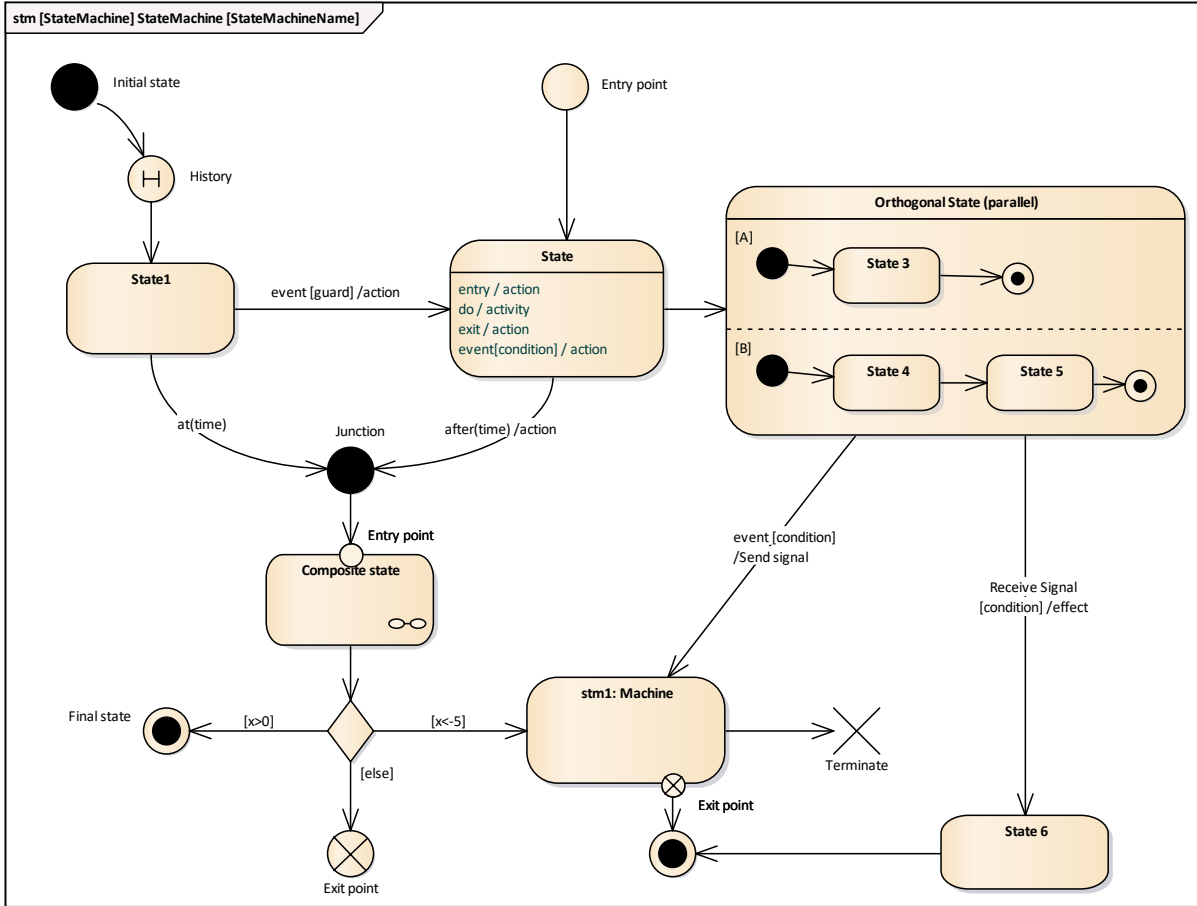 stm [StateMachine] StateMachine [StateMachineName]
Initial state
Entry point
H
History
Orthogonal State (parallel)
[A]
State 3
State1
event [guard] /action
State
entry / action
do / activity
exit / action
event[condition] / action
[B]
State 4
State 5
at(time)
Junction
after(time) /action
Entry point
Composite state
event [condition]
/Send signal
Receive Signal
[condition] /effect
Final state
[x>0]
[x<-5]
[else]
stm1: Machine
Terminate
Exit point
State 6
Exit point